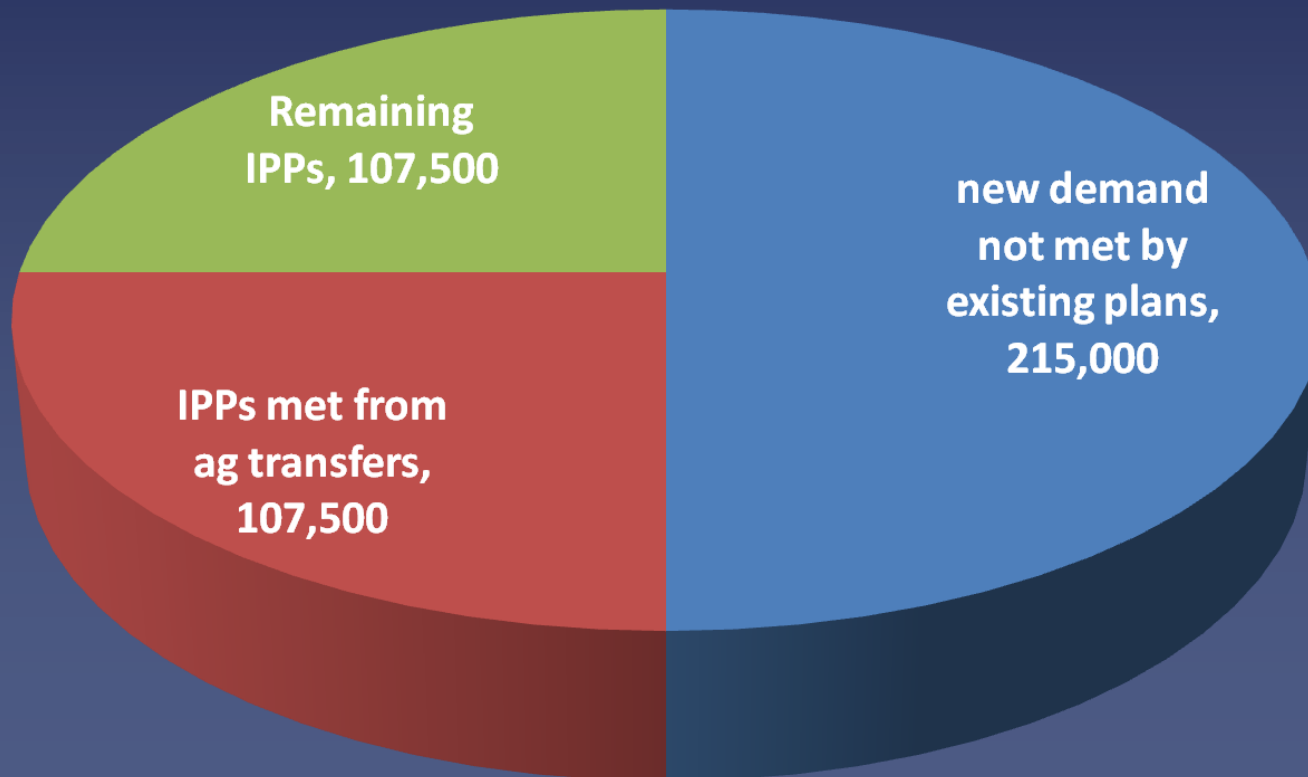 Remaining
IPPs, 107,500
new demand
not met by
existing plans,
215,000
IPPs met from
ag transfers,
107,500